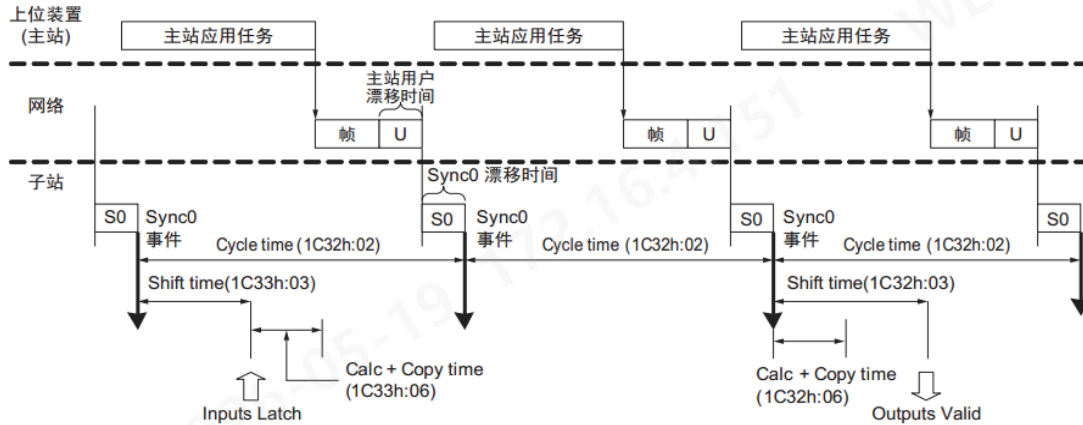 上位装置
(主站)
主站应用任务
主站应用任务
主站应用任务
网络
主站用户
漂移时间
帧
U
帧
U
帧
U
子站
Sync0 漂移时间
S0
Sync0
事件
S0
Sync0
事件
S0
Sync0
事件
S0
Cycle time (1C32h:02)
Cycle time (1C32h:02)
Cycle time (1C32h:02)
Shift time(1C33h:03)
Shift time(1C32h:03)
Calc + Copy time
(1C33h:06)
Calc + Copy time
(1C32h:06)
Inputs Latch
Outputs Valid